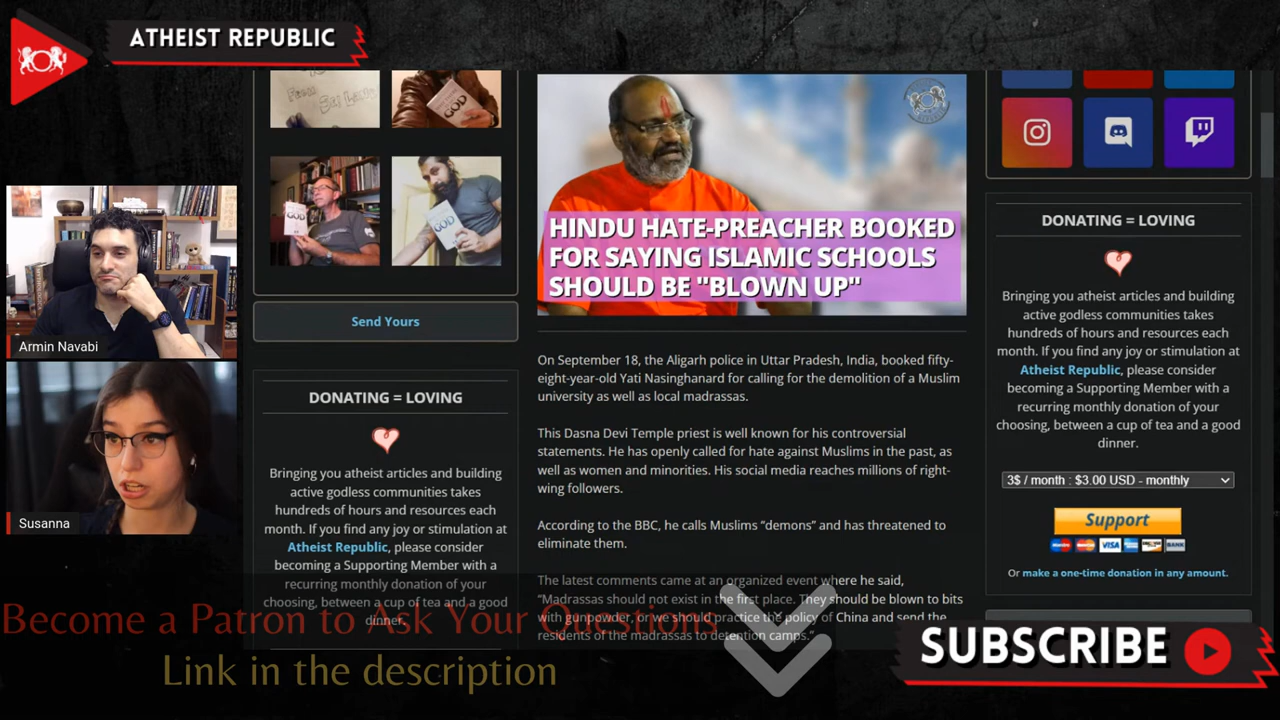 ATHEIST REPUBLIC
From
Sri Lanka
GOD
GOD
GOD
Send Yours
DONATING = LOVING
Bringing you atheist articles and building
active godless communities takes
hundreds of hours and resources each
month. If you find any joy or stimulation at
Atheist Republic, please consider
becoming a Supporting Member with a
recurring monthly donation of your
choosing, between a cup of tea and a good
dinner.
HINDU HATE-PREACHER BOOKED
FOR SAYING ISLAMIC SCHOOLS
SHOULD BE "BLOWN UP"
On September 18, the Aligarh police in Uttar Pradesh, India, booked fifty-
eight-year-old Yati Nasinghanard for calling for the demolition of a Muslim
university as well as local madrassas.
This Dasna Devi Temple priest is well known for his controversial
statements. He has openly called for hate against Muslims in the past, as
well as women and minorities. His social media reaches millions of right-
wing followers.
According to the BBC, he calls Muslims “demons” and has threatened to
eliminate them.
The latest comments came at an organized event where he said,
“Madrassas should not exist in the first place. They should be blown to bits
with gunpowder, or we should practice the policy of China and send the
residents of the madrassas to detention camps.”
DONATING = LOVING
Bringing you atheist articles and building
active godless communities takes
hundreds of hours and resources each
month. If you find any joy or stimulation at
Atheist Republic, please consider
becoming a Supporting Member with a
recurring monthly donation of your
choosing, between a cup of tea and a good
dinner.
3$ / month : $3.00 USD - monthly
Support
VISA
BANK
Or make a one-time donation in any amount.
Armin Navabi
Susanna
Become a Patron to Ask Your Questions
Link in the description
SUBSCRIBE